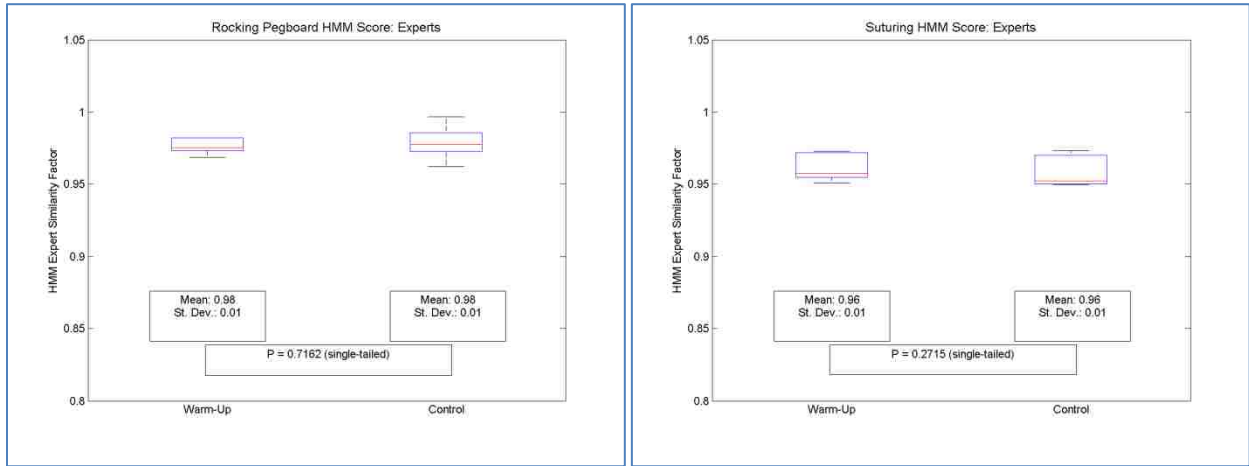 Rocking Pegboard HMM Score: Experts
HMM Expert Similarity Factor
1.05
1
0.95
0.9
0.85
0.8
Mean: 0.98
St. Dev.: 0.01
Mean: 0.98
St. Dev.: 0.01
P = 0.7162 (single-tailed)
Warm-Up
Control
Suturing HMM Score: Experts
HMM Expert Similarity Factor
1.05
1
0.95
0.9
0.85
0.8
Mean: 0.96
St. Dev.: 0.01
Mean: 0.96
St. Dev.: 0.01
P = 0.2715 (single-tailed)
Warm-Up
Control